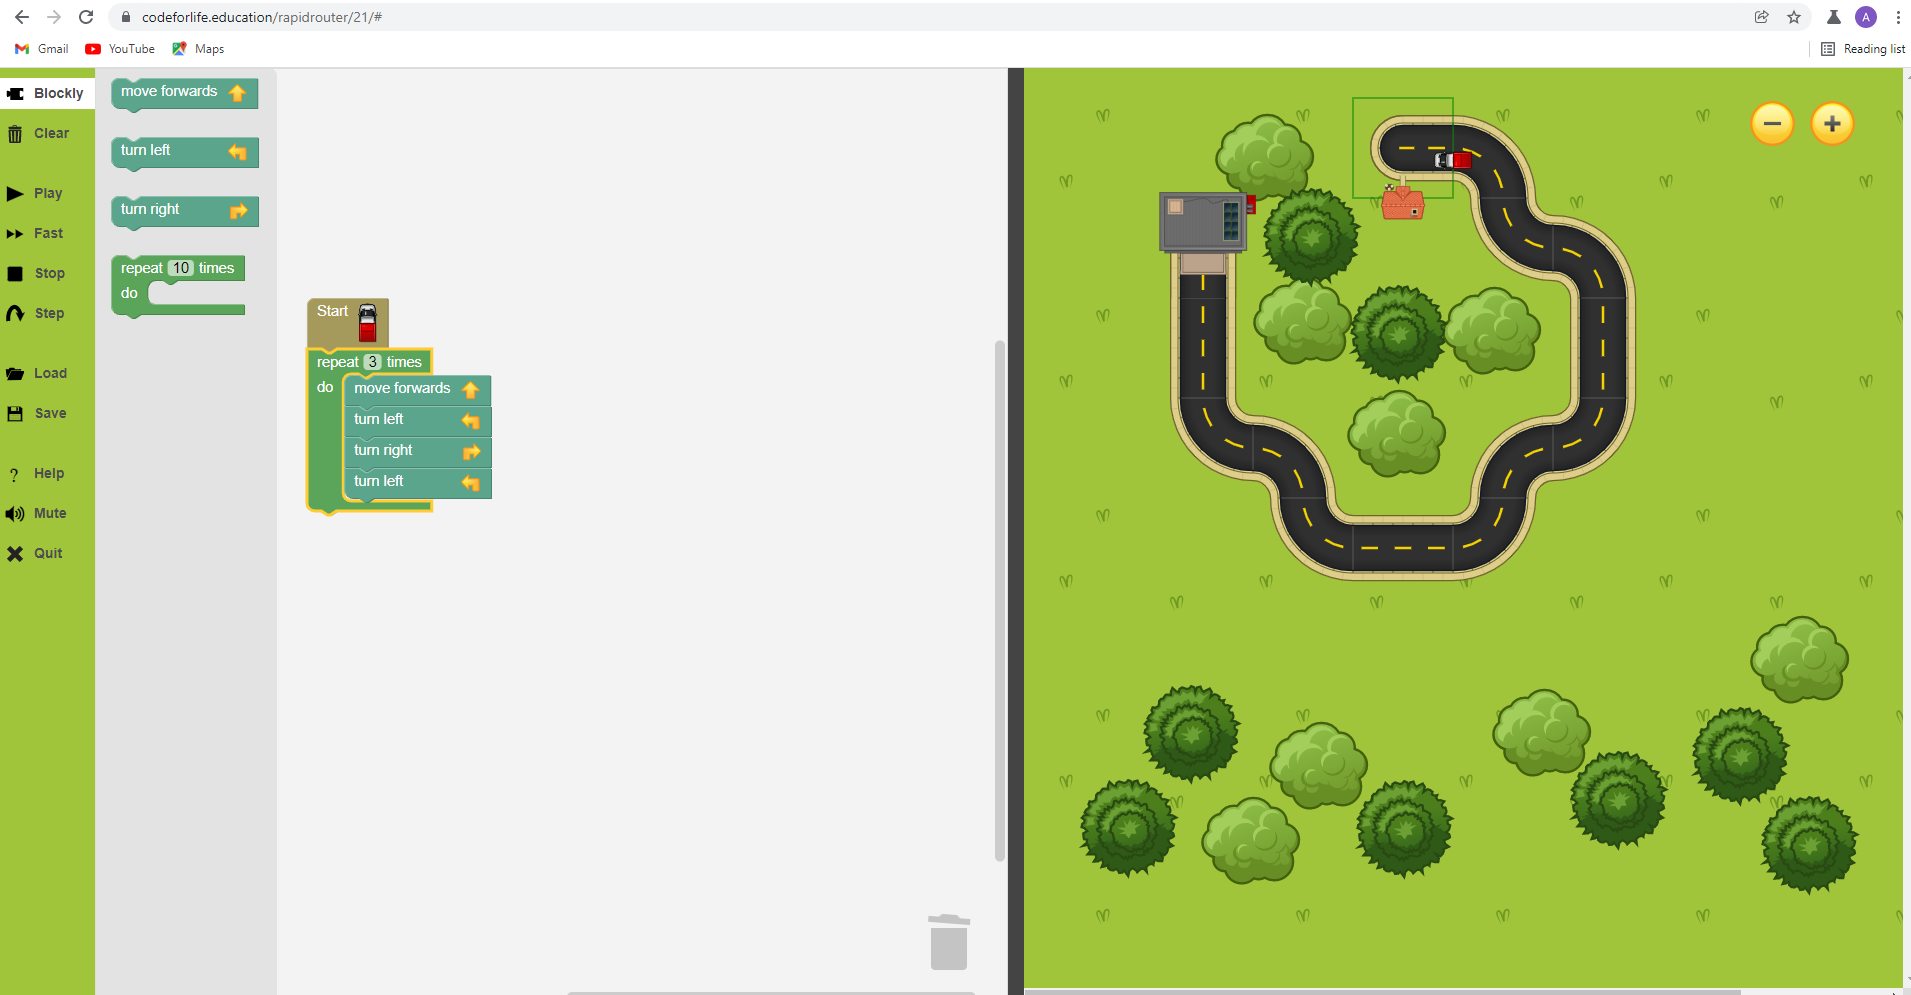 codeforlife.education/rapidrouter/21/#
A
Gmail
YouTube
Maps
Reading list
Blockly
Clear
Play
Fast
Stop
Step
Load
Save
? Help
Mute
Quit
move forwards
turn left
turn right
repeat 10 times
do
Start
repeat 3 times
do
move forwards
turn left
turn right
turn left
− +